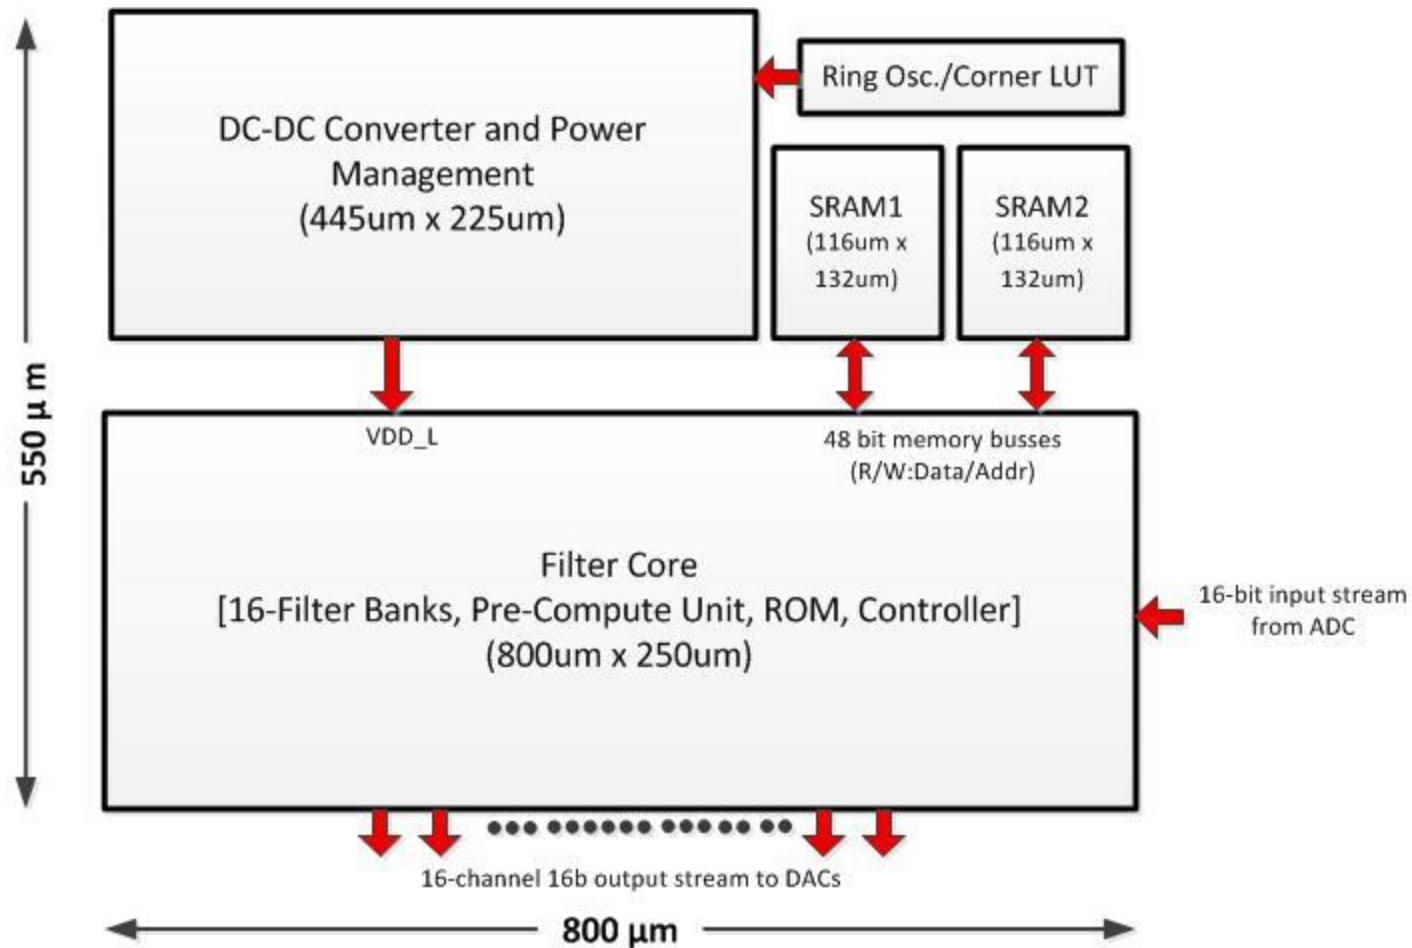 DC-DC Converter and Power
Management
(445um x 225um)
Ring Osc./Corner LUT
SRAM1
(116um x
132um)
SRAM2
(116um x
132um)
550 µ m
VDD_L
48 bit memory busses
(R/W:Data/Addr)
Filter Core
[16-Filter Banks, Pre-Compute Unit, ROM, Controller]
(800um x 250um)
16-bit input stream
from ADC
16-channel 16b output stream to DACs
800 µm